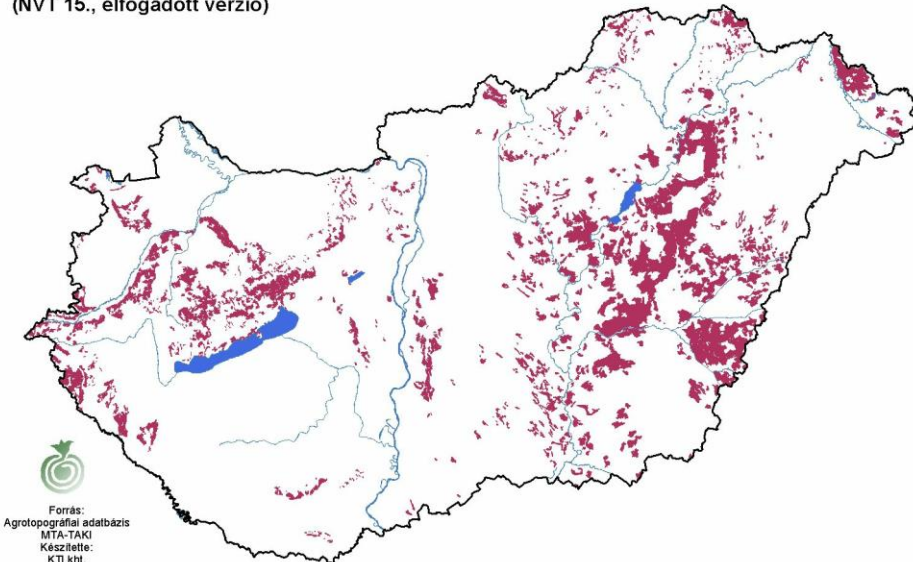 (NVT 15., elfogadott verzió)
Forrás:
Agrotopográfiai adatbázis
MTA-TAKI
Készítette:
KTI kht.